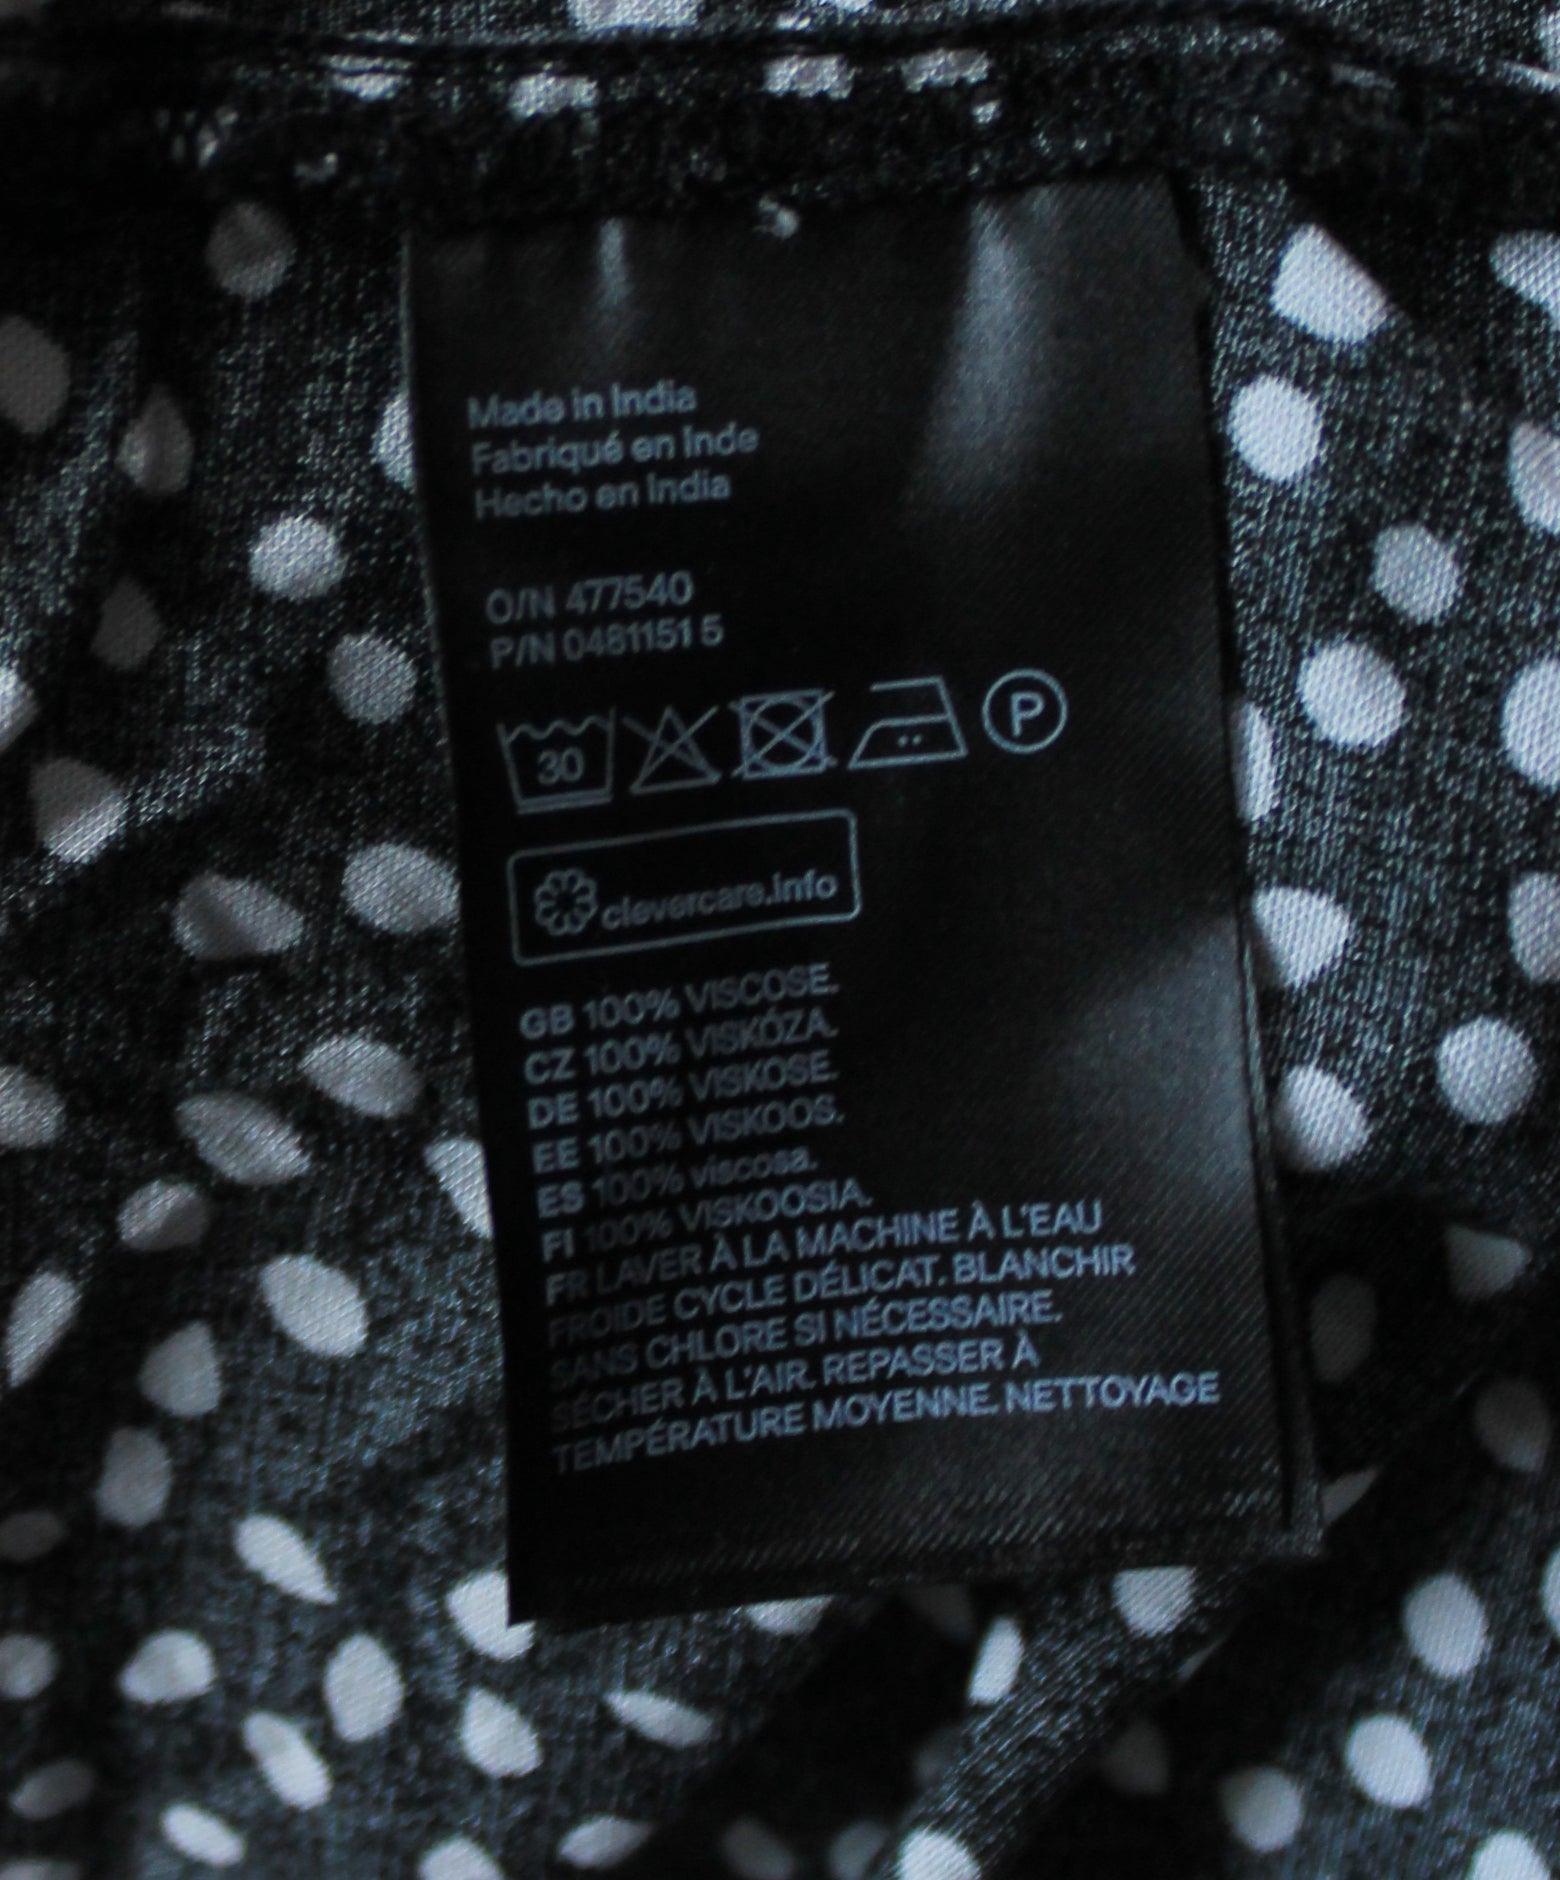 Made in India
Fabriqué en Inde
Hecho en India
O/N 477540
P/N 0481151 5
30
P
clevercare.info
GB 100% VISCOSE.
CZ 100% VISKÓZA.
DE 100% VISKOSE.
EE 100% VISKOOS.
ES 100% viscosa.
FI 100% VISKOOSIA.
FR LAVER À LA MACHINE À L'EAU
FROIDE CYCLE DÉLICAT. BLANCHIR
SANS CHLORE SI NÉCESSAIRE.
SÉCHER À L'AIR. REPASSER À
TEMPÉRATURE MOYENNE. NETTOYAGE